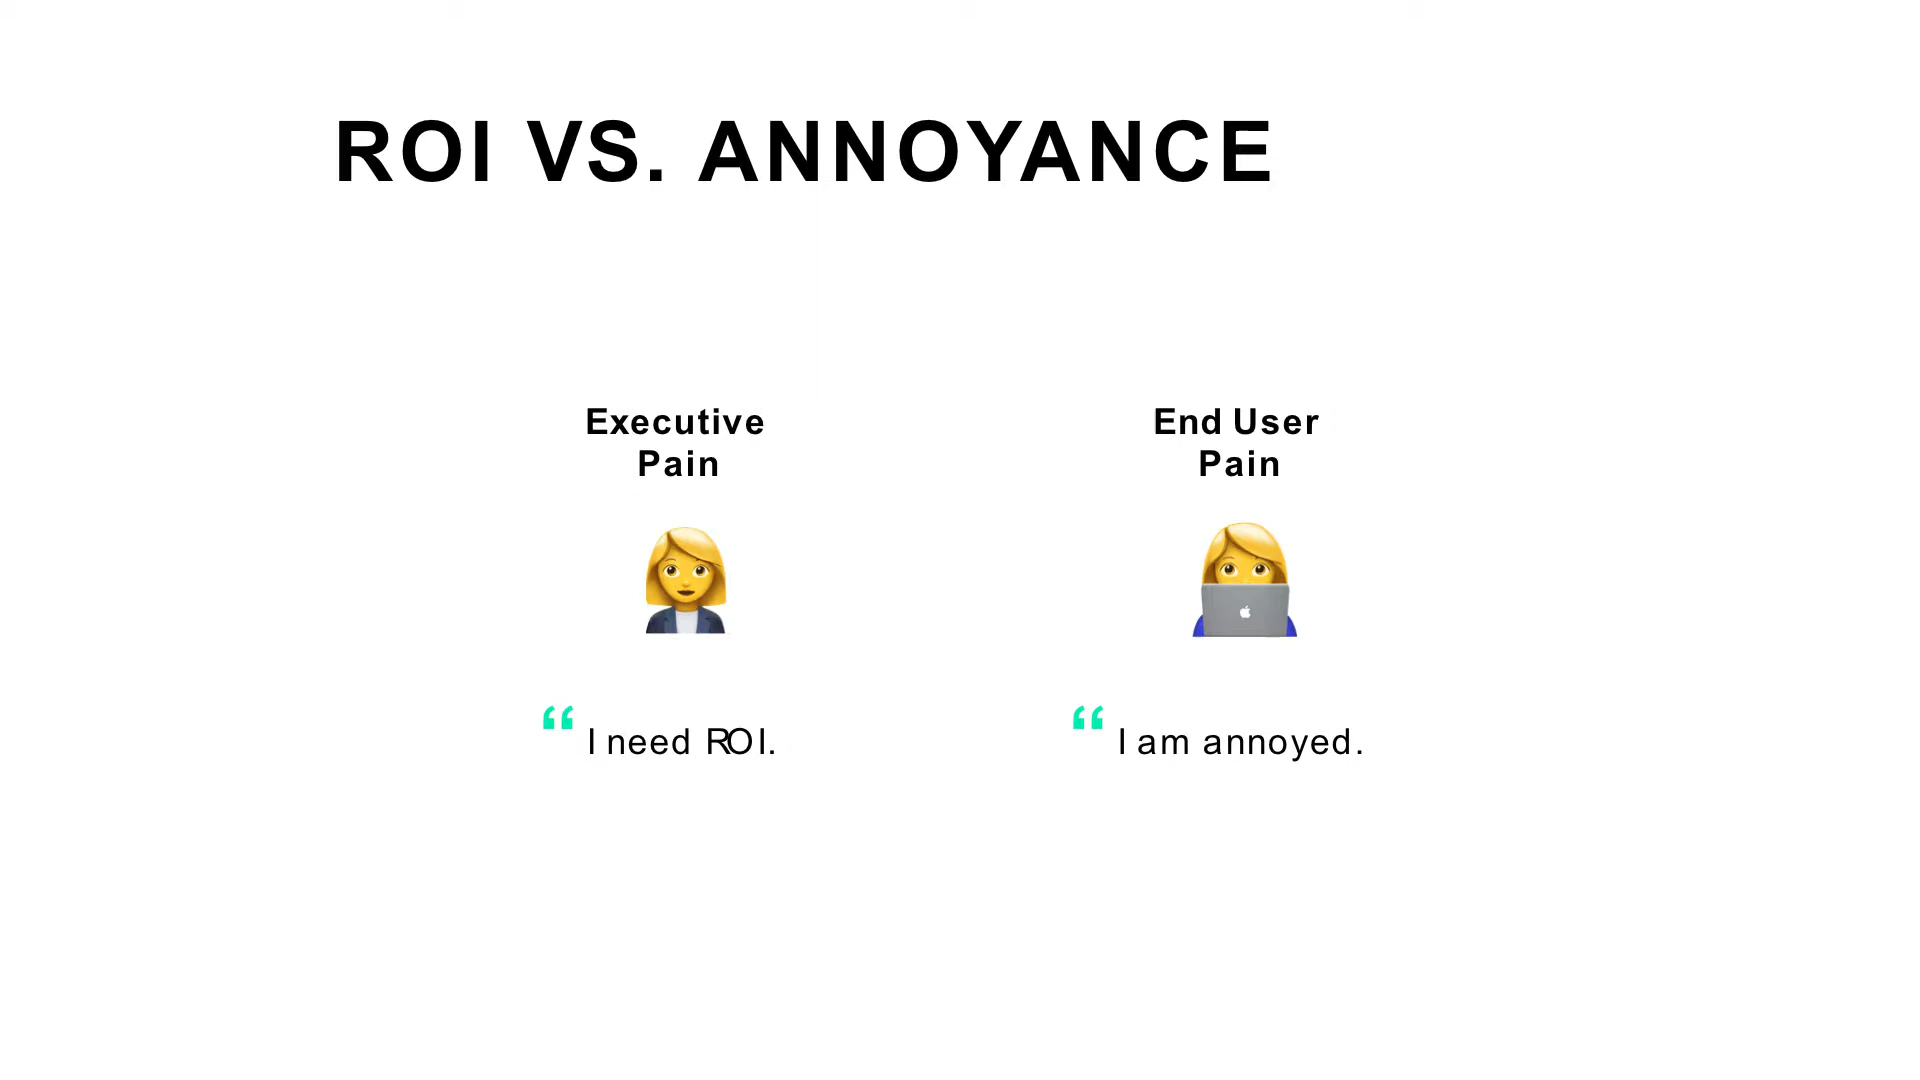 ROI VS. ANNOYANCE
Executive
Pain
End User
Pain
“ I need ROI.
“ I am annoyed.